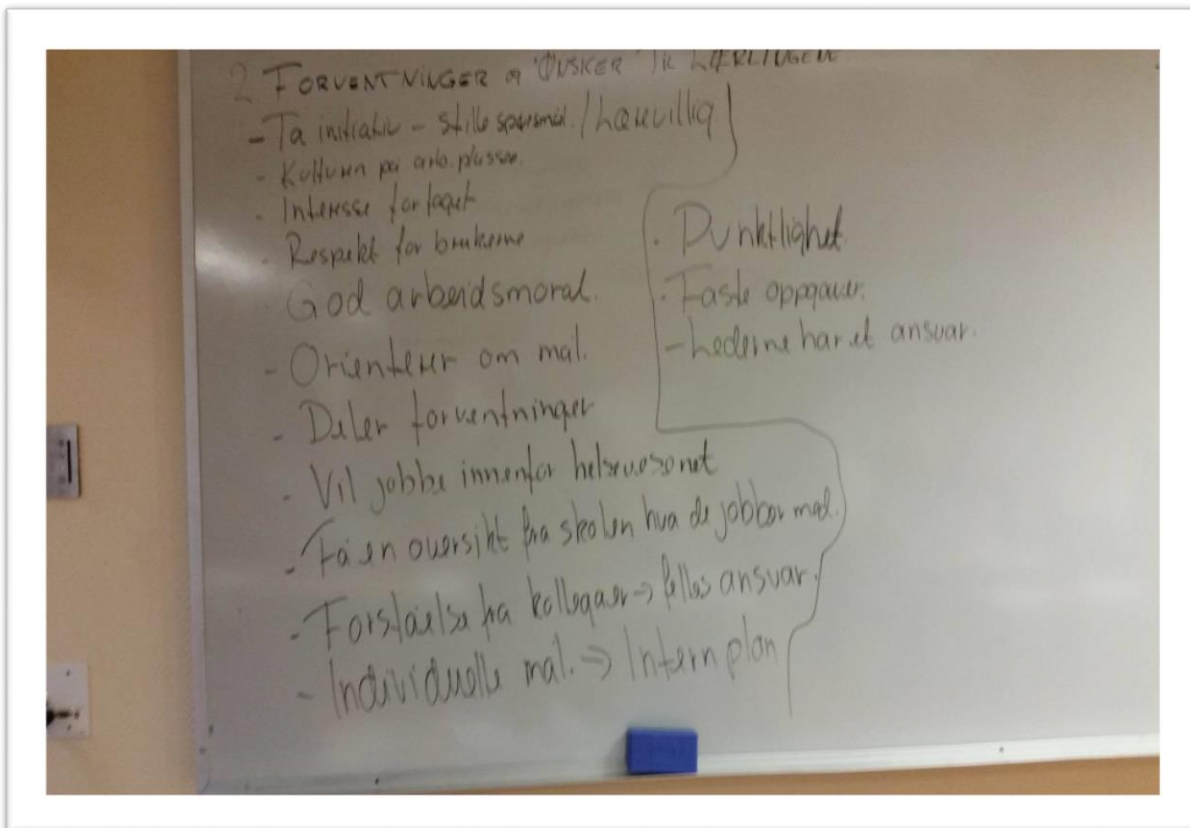 2. FORVENTNINGER og ØNSKER TIL LÆRLINGEN
- Ta initiativ - stille spørsmål. / Lærevillig
- Kulturen på arb.plassen.
- Interesse for faget
- Respekt for brukerne
- God arbeidsmoral.
- Orienterer om mål.
- Deler forventninger
- Vil jobbe innenfor helsevesenet
- Få en oversikt fra skolen hva de jobber med.
- Forståelse fra kollegaer → felles ansvar.
- Individuelle mål. ⇒ Intern plan
· Punktlighet.
· Faste oppgaver.
- Lederne har et ansvar.